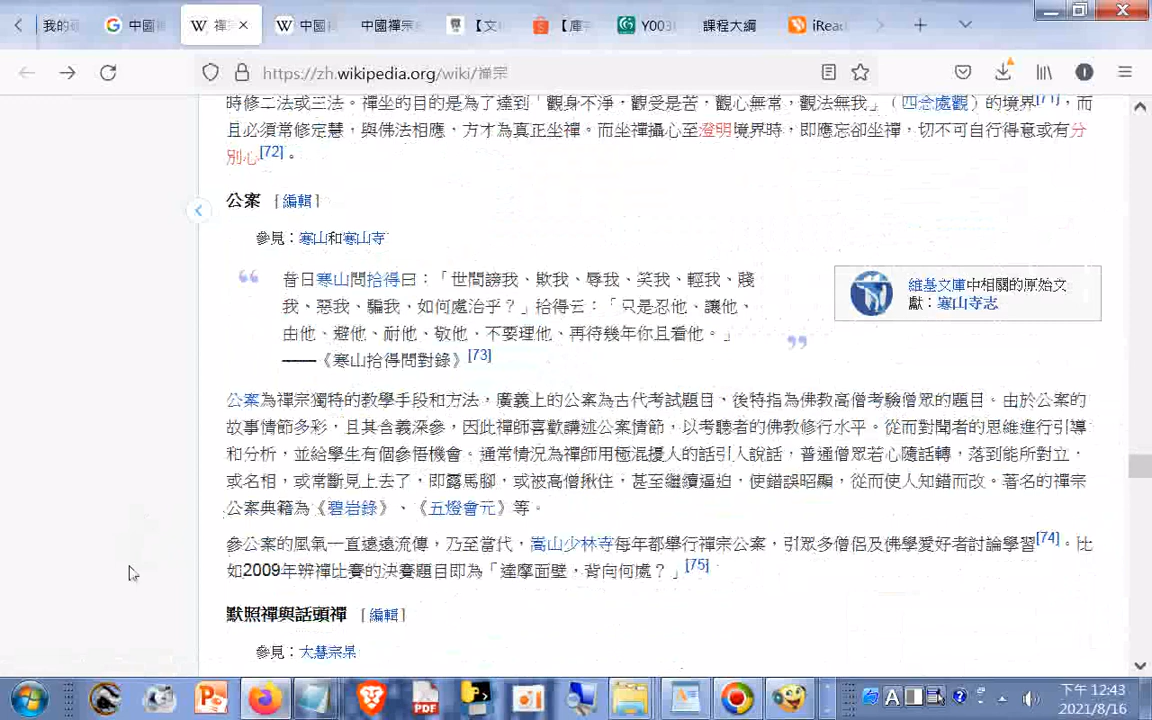 我的
中國
禪
中國禪
中國禪宗
【文
【庫
Y003
課程大綱
iRea
https://zh.wikipedia.org/wiki/禪宗
時修二法或三法。禪坐的目的是為了達到「觀身不淨，觀受是苦，觀心無常，觀法無我」（四念處觀）的境界[71]，而
且必須常修定慧，與佛法相應，方才為真正坐禪。而坐禪攝心至澄明境界時，即應忘卻坐禪，切不可自行得意或有分
別心[72]。
公案 [編輯]
參見：寒山和寒山寺
昔日寒山問拾得曰：「世間謗我、欺我、辱我、笑我、輕我、賤
我、惡我、騙我，如何處治乎？」拾得云：「只是忍他、讓他、
由他、避他、耐他、敬他，不要理他、再待幾年你且看他。」
——《寒山拾得問對錄》[73]
維基文庫中相關的原始文
獻：寒山寺志
公案為禪宗獨特的教學手段和方法，廣義上的公案為古代考試題目，後特指為佛教高僧考驗僧眾的題目。由於公案的
故事情節多彩，且其含義深參，因此禪師喜歡講述公案情節，以考聽者的佛教修行水平。從而對聞者的思維進行引導
和分析，並給學生有個參悟機會。通常情況為禪師用極混擾人的話引入說話，普通僧眾若心隨話轉，落到能所對立，
或名相，或常斷見上去了，即露馬腳，或被高僧揪住，甚至繼續逼迫，使錯誤昭顯，從而使人知錯而改。著名的禪宗
公案典籍為《碧岩錄》、《五燈會元》等。
參公案的風氣一直遠遠流傳，乃至當代，嵩山少林寺每年都舉行禪宗公案，引眾多僧侶及佛學愛好者討論學習[74]。比
如2009年辨禪比賽的決賽題目即為「達摩面壁，背向何處？」[75]
默照禪與話頭禪 [編輯]
參見：大慧宗杲
PDF
A
下午 12:43
2021/8/16